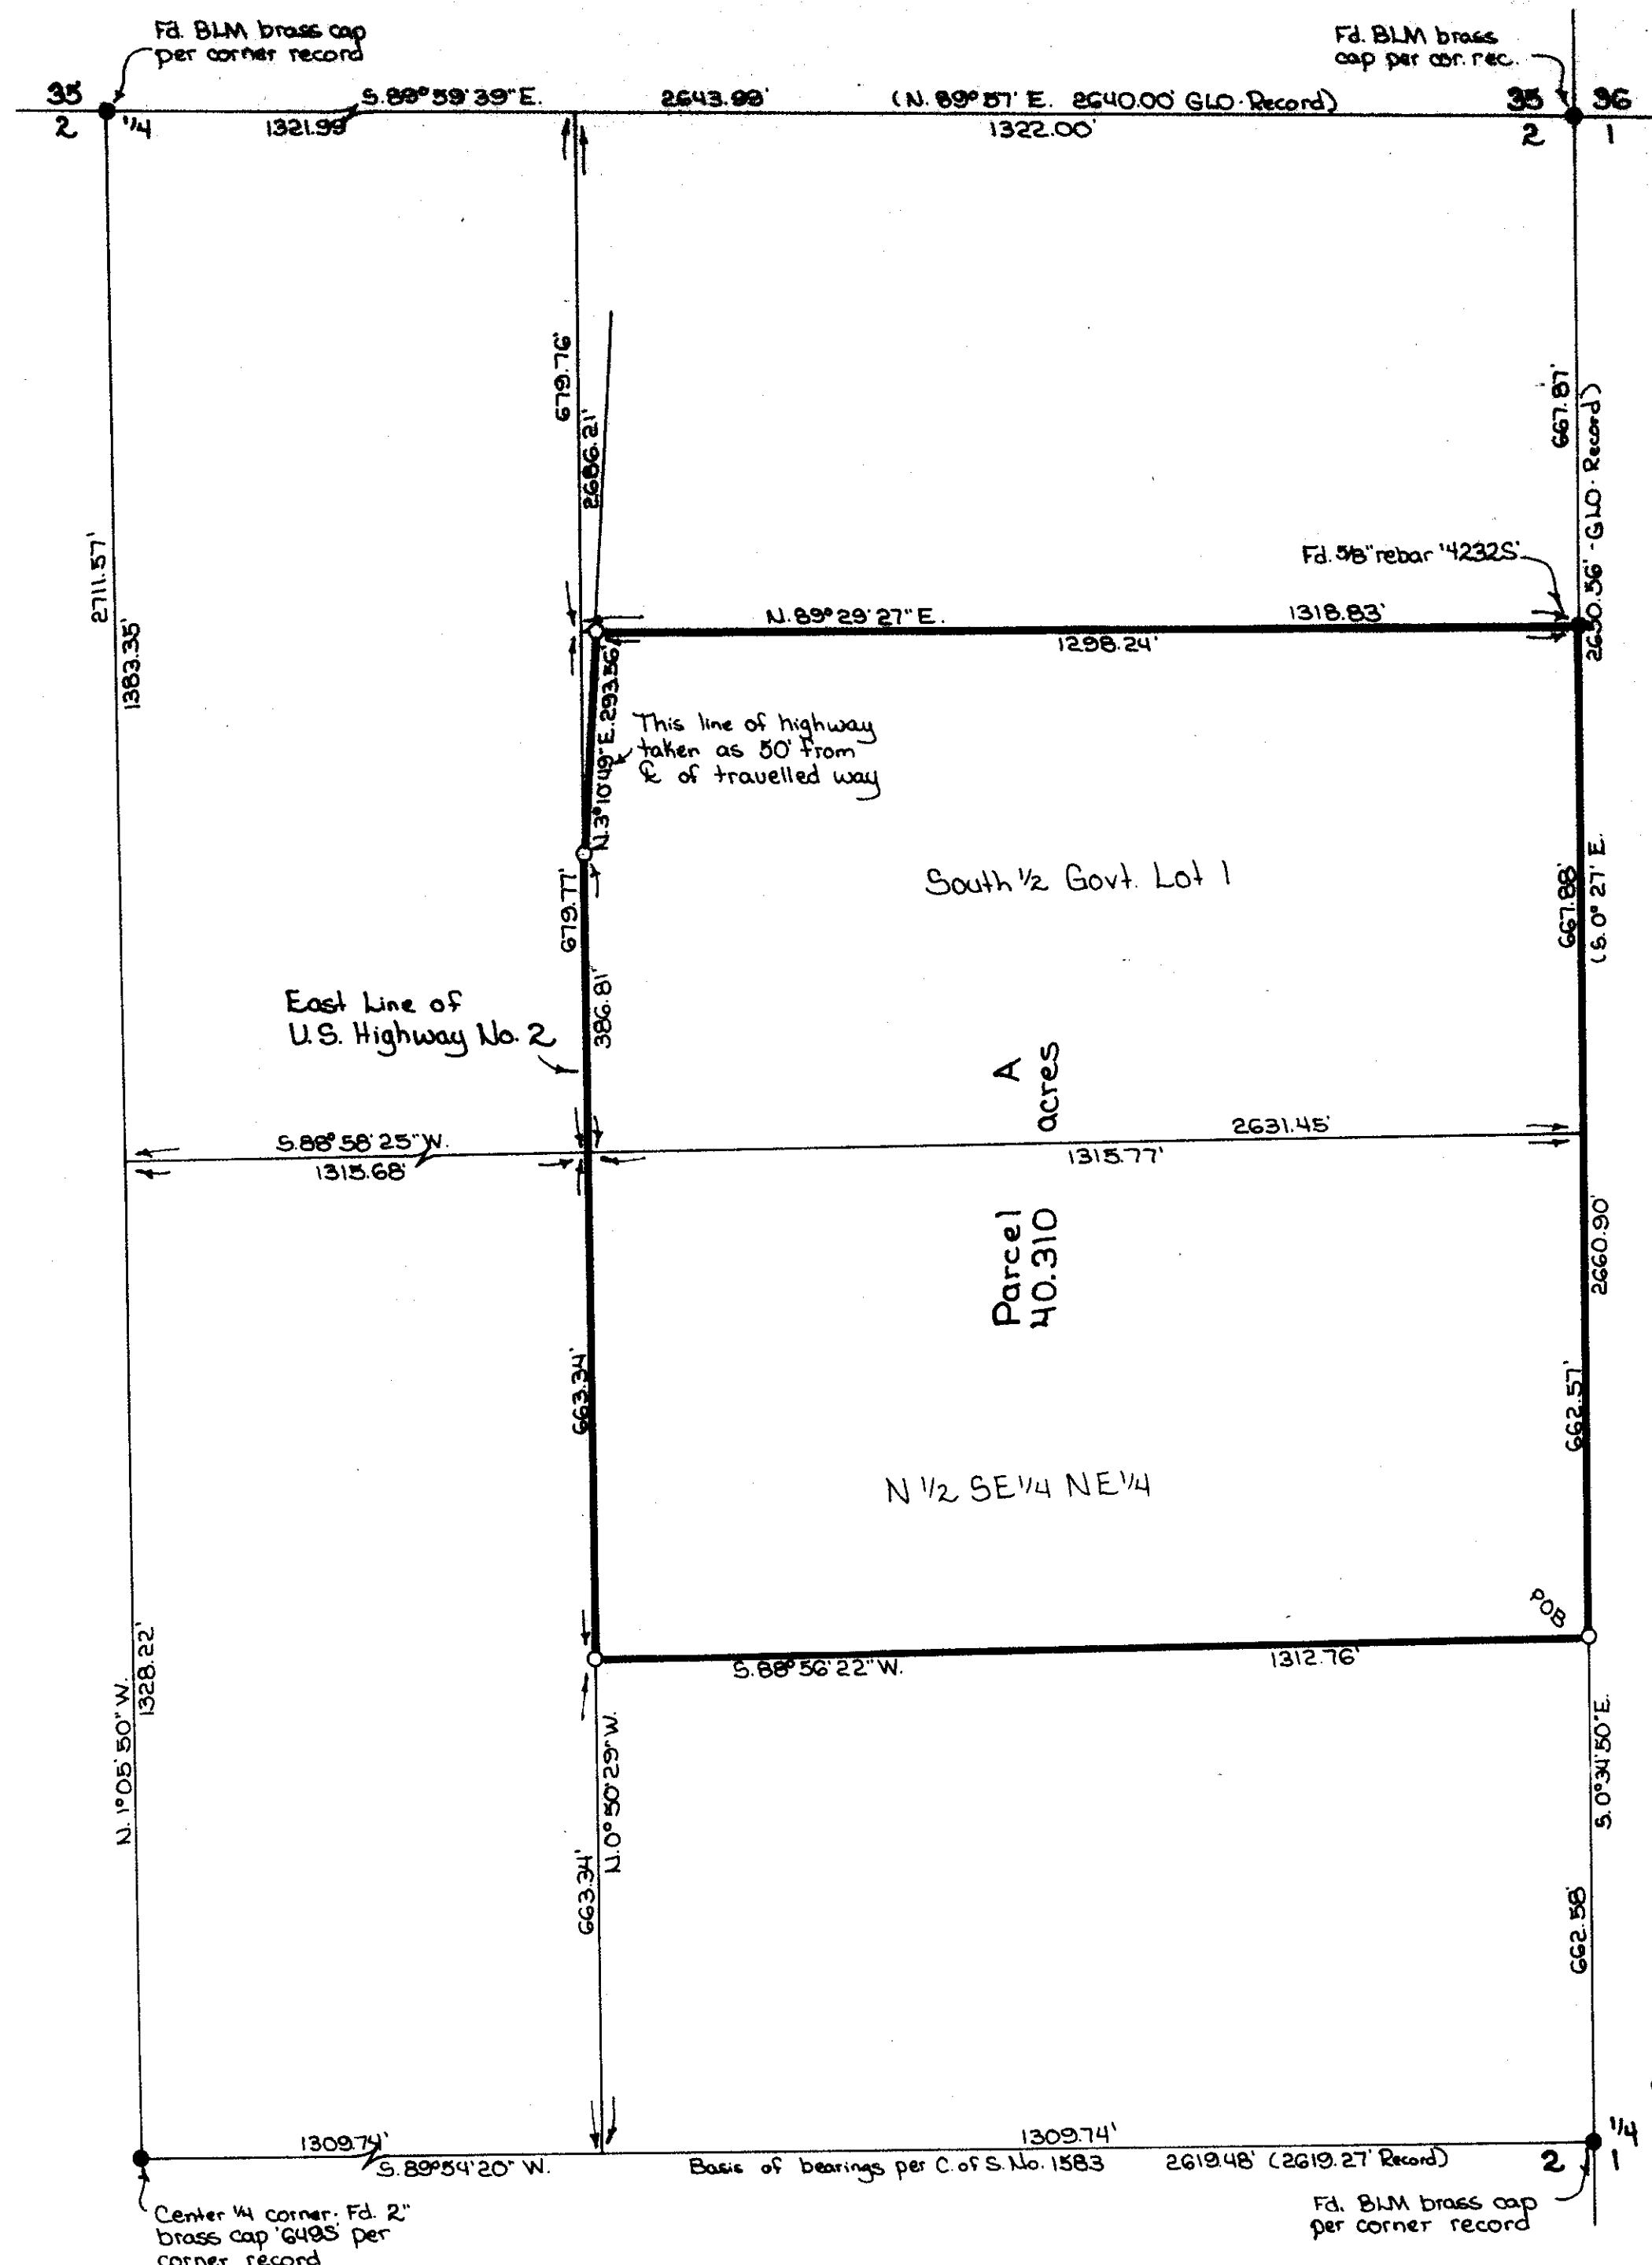 Fd. BLM brass cap
per corner record
Fd. BLM brass
cap per cor. rec.
35
2
1/4
S.89°59'39"E.
2643.99'
(N. 89°57' E. 2640.00' GLO·Record)
1321.99'
1322.00'
35
36
2
1
679.76'
2686.21'
667.87'
2650.56'-GLO·Record)
(S. 0°27' E.
2711.57'
1383.35'
Fd. 5/8" rebar '4232S'
N.89°29'27"E.
1318.83'
1298.24'
N.3°10'49"E. 293.56'
This line of highway
taken as 50' from
℄ of travelled way
679.77'
386.81'
667.88'
South 1/2 Govt. Lot 1
East Line of
U.S. Highway No. 2
S.88°58'25"W.
2631.45'
1315.68'
1315.77'
Parcel A
40.310 acres
2660.90'
663.34'
662.57'
N 1/2 SE 1/4 NE 1/4
POB
S.88°56'22"W.
1312.76'
N. 1°05'50" W.
1328.22'
N.0°50'29"W.
663.34'
S.0°34'50"E.
662.58'
1309.74'
1309.74'
S.89°54'20" W.
Basis of bearings per C. of S. No. 1583
2619.48' (2619.27' Record)
2
1
1/4
Center 1/4 corner: Fd. 2"
brass cap '649S' per
corner record
Fd. BLM brass cap
per corner record